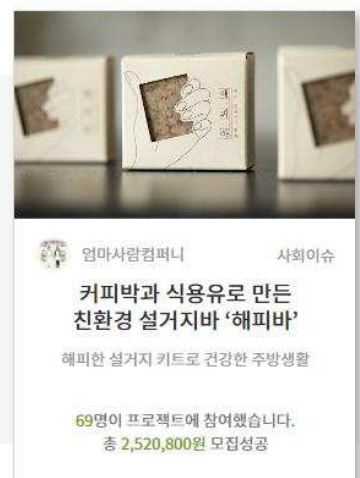 엄마사람컴퍼니
사회이슈
커피박과 식용유로 만든
친환경 설거지바 ‘해피바’
해피한 설거지 키트로 건강한 주방생활
69명이 프로젝트에 참여했습니다.
총 2,520,800원 모집성공